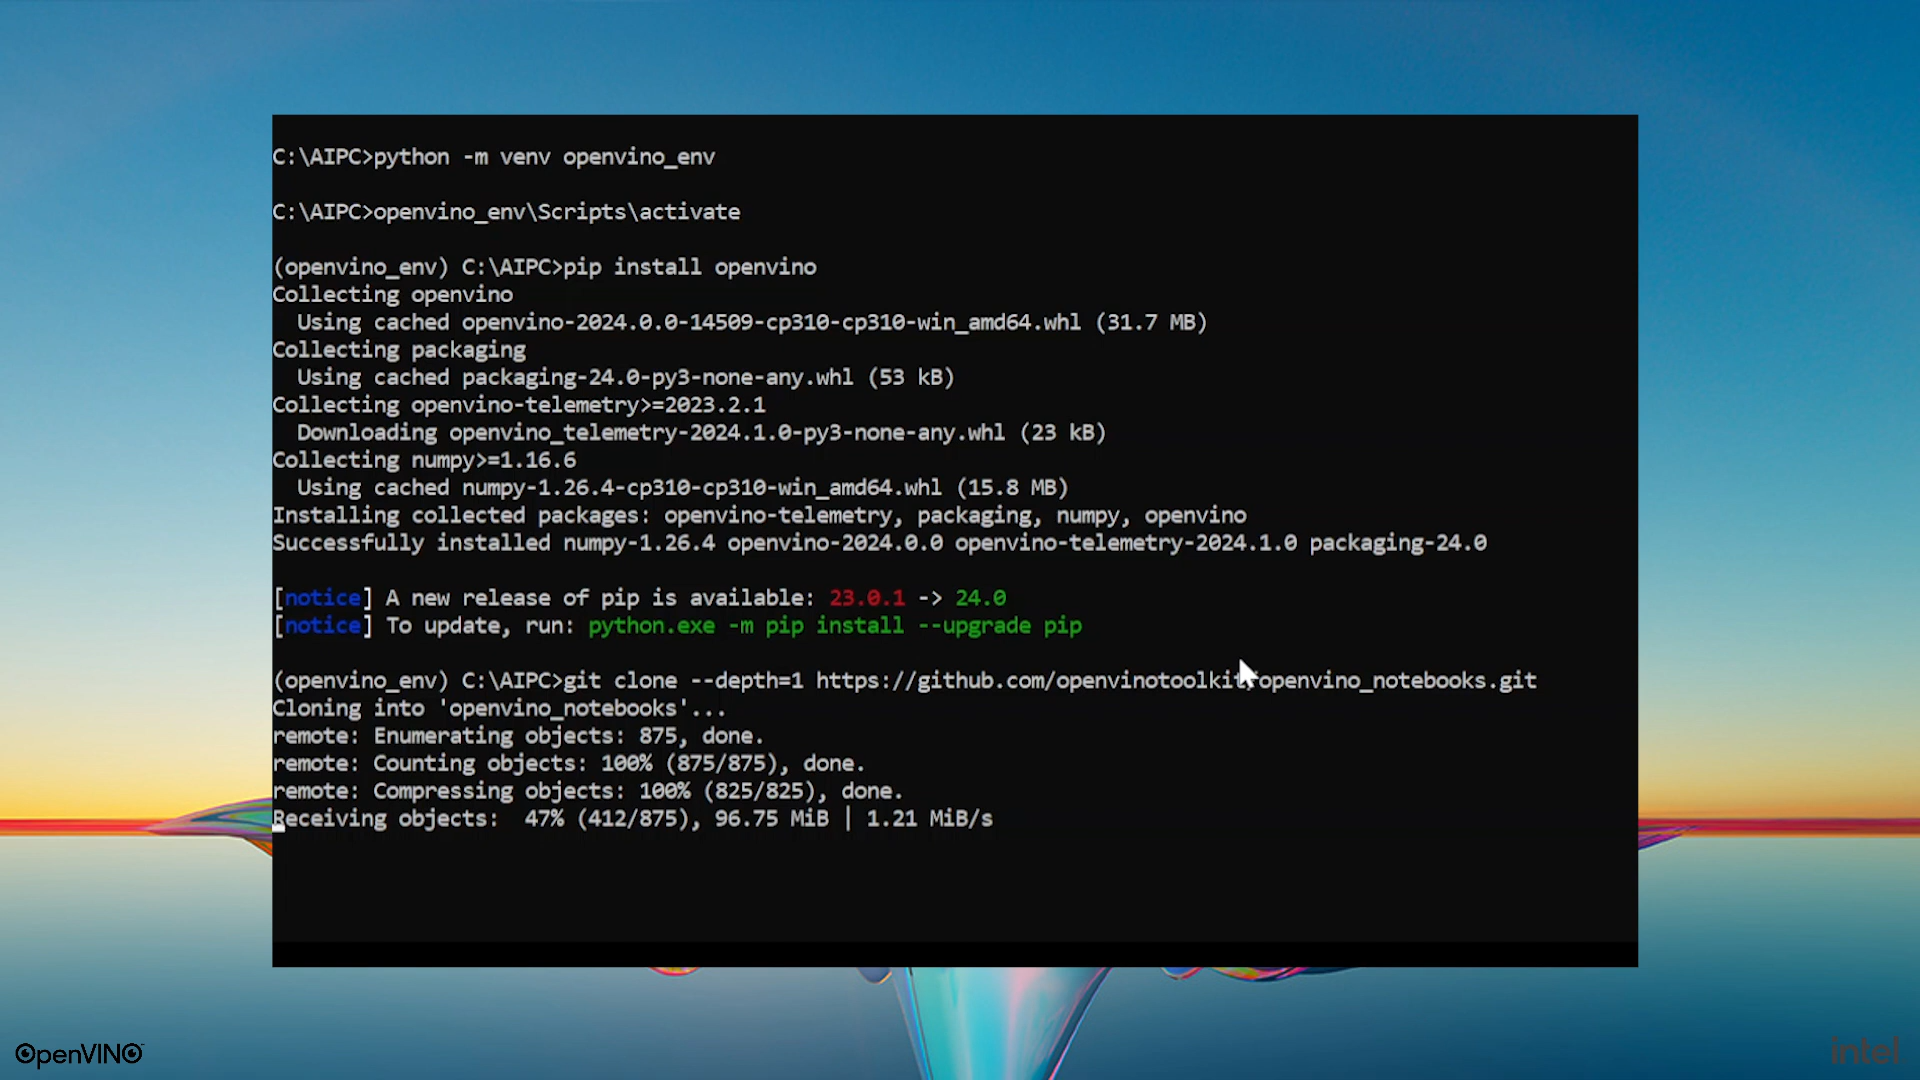 C:\AIPC>python -m venv openvino_env
C:\AIPC>openvino_env\Scripts\activate
(openvino_env) C:\AIPC>pip install openvino
Collecting openvino
  Using cached openvino-2024.0.0-14509-cp310-cp310-win_amd64.whl (31.7 MB)
Collecting packaging
  Using cached packaging-24.0-py3-none-any.whl (53 kB)
Collecting openvino-telemetry>=2023.2.1
  Downloading openvino_telemetry-2024.1.0-py3-none-any.whl (23 kB)
Collecting numpy>=1.16.6
  Using cached numpy-1.26.4-cp310-cp310-win_amd64.whl (15.8 MB)
Installing collected packages: openvino-telemetry, packaging, numpy, openvino
Successfully installed numpy-1.26.4 openvino-2024.0.0 openvino-telemetry-2024.1.0 packaging-24.0
[notice] A new release of pip is available: 23.0.1 -> 24.0
[notice] To update, run: python.exe -m pip install --upgrade pip
(openvino_env) C:\AIPC>git clone --depth=1 https://github.com/openvinotoolkit/openvino_notebooks.git
Cloning into 'openvino_notebooks'...
remote: Enumerating objects: 875, done.
remote: Counting objects: 100% (875/875), done.
remote: Compressing objects: 100% (825/825), done.
Receiving objects:  47% (412/875), 96.75 MiB | 1.21 MiB/s
OpenVINO™
intel